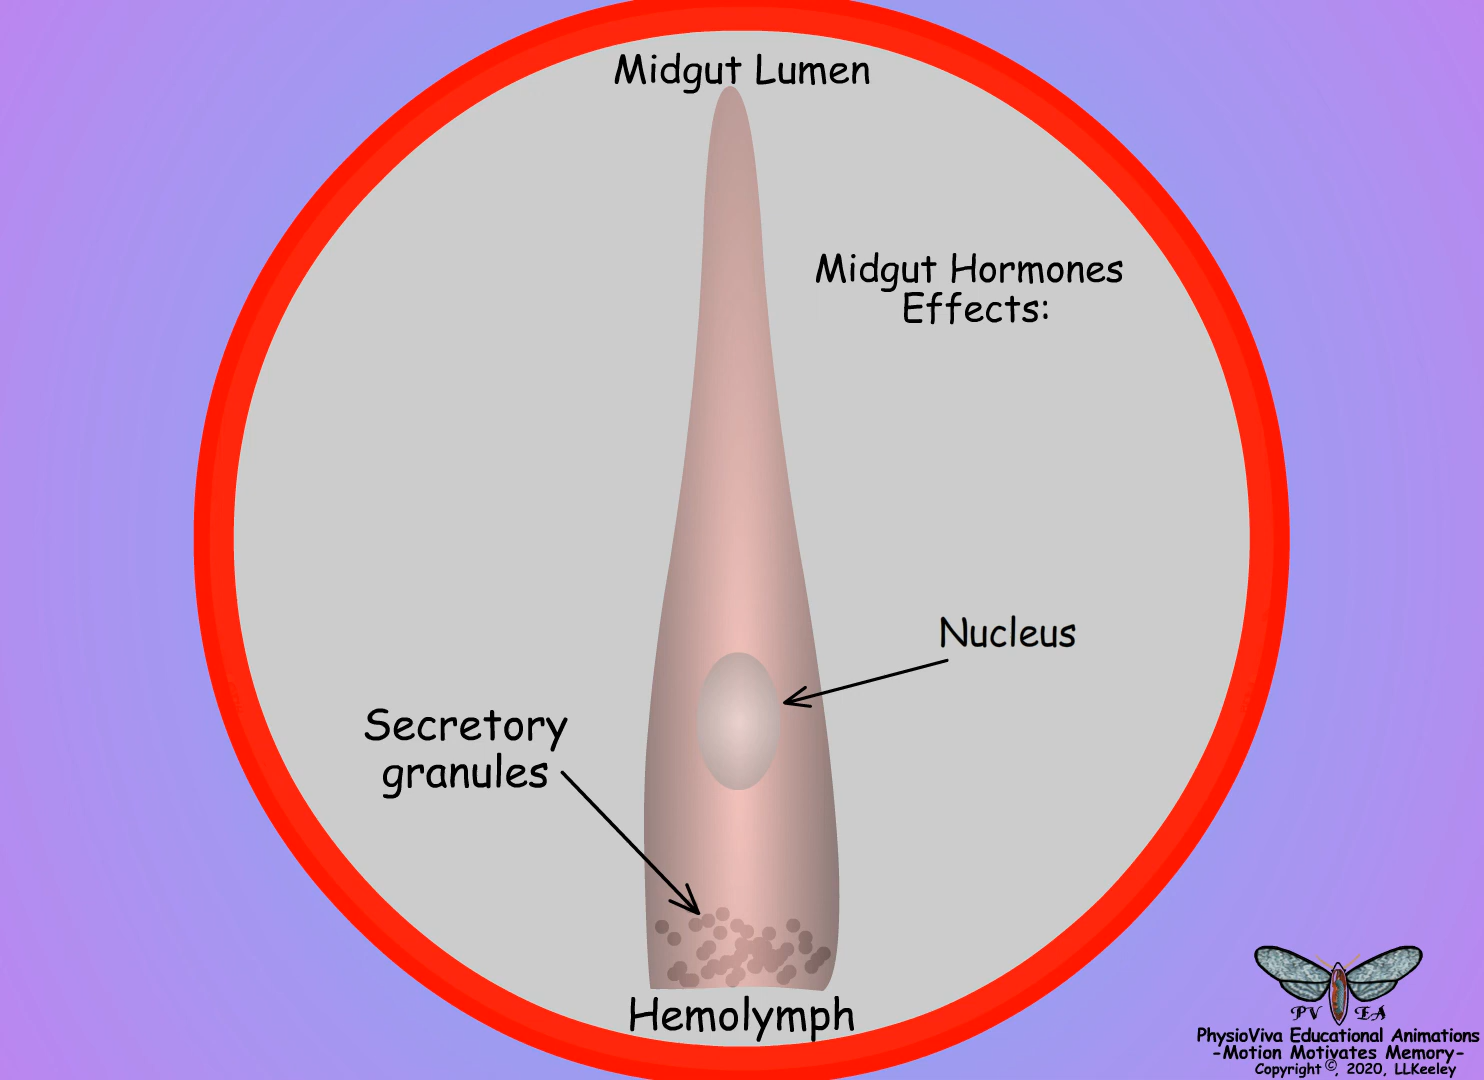 Midgut Lumen
Midgut Hormones
Effects:
Nucleus
Secretory
granules
Hemolymph
PV EA
PhysioViva Educational Animations
-Motion Motivates Memory-
Copyright ©, 2020, LLKeeley